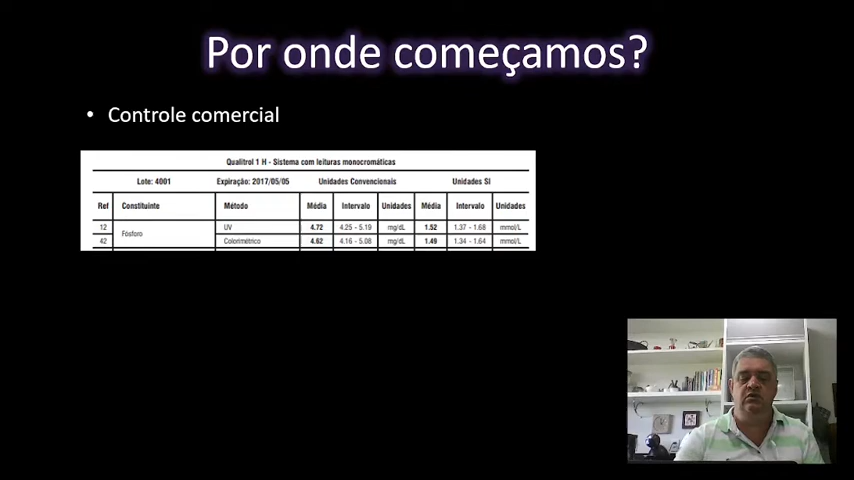 Por onde começamos?
• Controle comercial
Qualitrol 1 H - Sistema com leituras monocromáticas
Lote: 4001 Expiração: 2017/05/05 Unidades Convencionais Unidades SI
Ref Constituinte Método Média Intervalo Unidades Média Intervalo Unidades
12 Fósforo UV 4.72 4.25 - 5.19 mg/dL 1.52 1.37 - 1.68 mmol/L
42 Colorimétrico 4.62 4.16 - 5.08 mg/dL 1.49 1.34 - 1.64 mmol/L